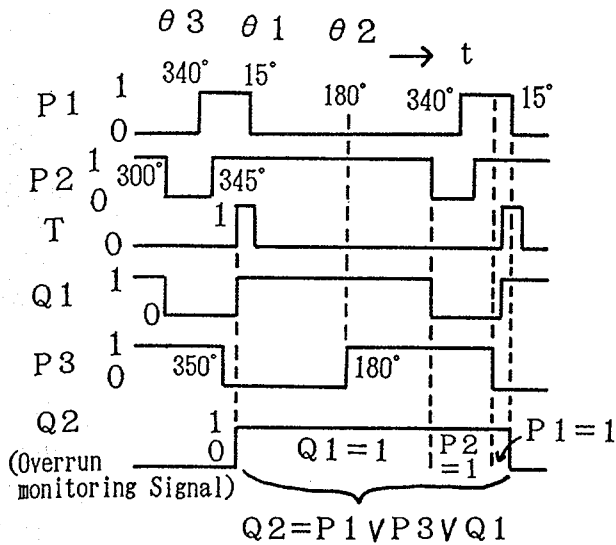 θ3 θ1 θ2 → t
340° 15° 180° 340° 15°
P1 1 0
P2 1 0 300° 345°
T 1 0
Q1 1 0
P3 1 0 350° 180°
Q2 1 0 Q1=1 P2=1 P1=1
(Overrun
monitoring Signal)
Q2=P1∨P3∨Q1